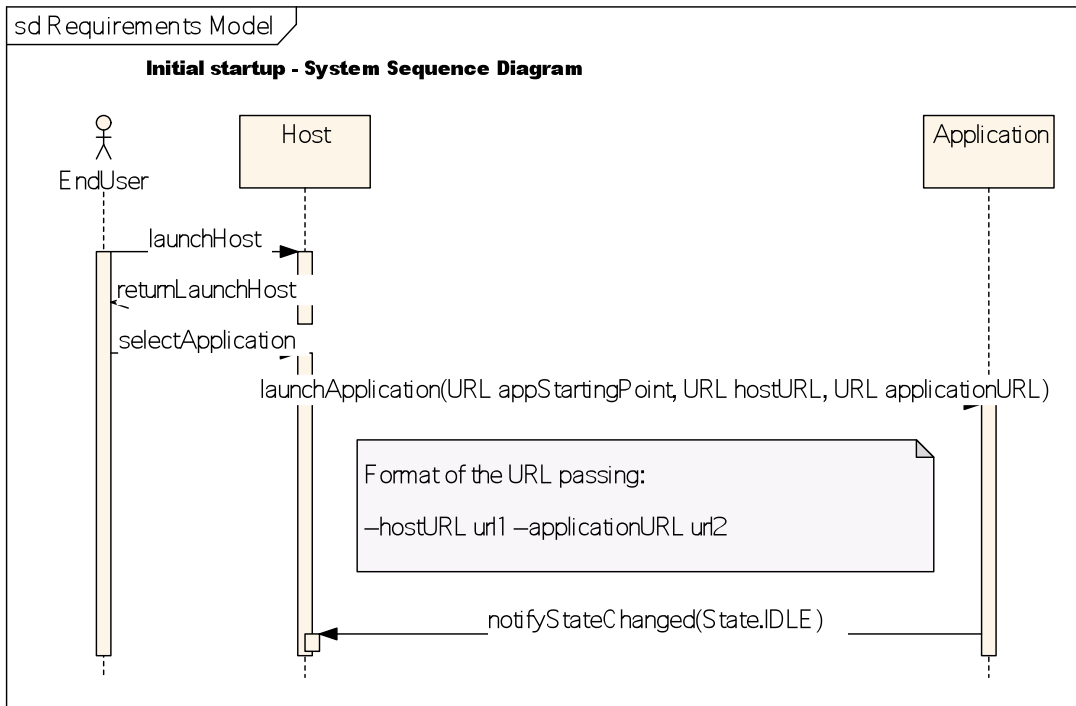 sd Requirements Model
Initial startup - System Sequence Diagram
Host
Application
EndUser
launchHost
returnLaunchHost
selectApplication
launchApplication(URL appStartingPoint, URL hostURL, URL applicationURL)
Format of the URL passing:
–hostURL url1 –applicationURL url2
notifyStateChanged(State.IDLE)